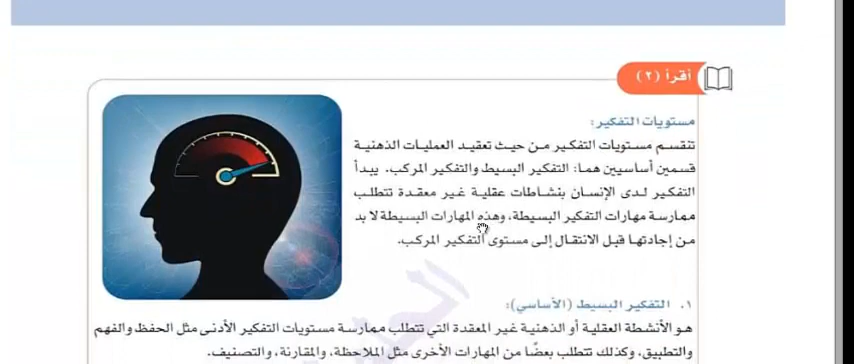 أقرأ (٢)
مستويات التفكير:
تنقسم مستويات التفكير من حيث تعقيد العمليات الذهنية
قسمين أساسيين هما: التفكير البسيط والتفكير المركب. يبدأ
التفكير لدى الإنسان بنشاطات عقلية غير معقدة تتطلب
ممارسة مهارات التفكير البسيطة، وهذه المهارات البسيطة لا بد
من إجادتها قبل الانتقال إلى مستوى التفكير المركب.
١. التفكير البسيط (الأساسي):
هو الأنشطة العقلية أو الذهنية غير المعقدة التي تتطلب ممارسة مستويات التفكير الأدنى مثل الحفظ والفهم
والتطبيق، وكذلك تتطلب بعضًا من المهارات الأخرى مثل الملاحظة، والمقارنة، والتصنيف.